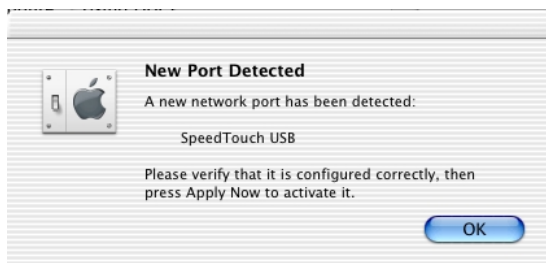 New Port Detected
A new network port has been detected:
SpeedTouch USB
Please verify that it is configured correctly, then
press Apply Now to activate it.
OK